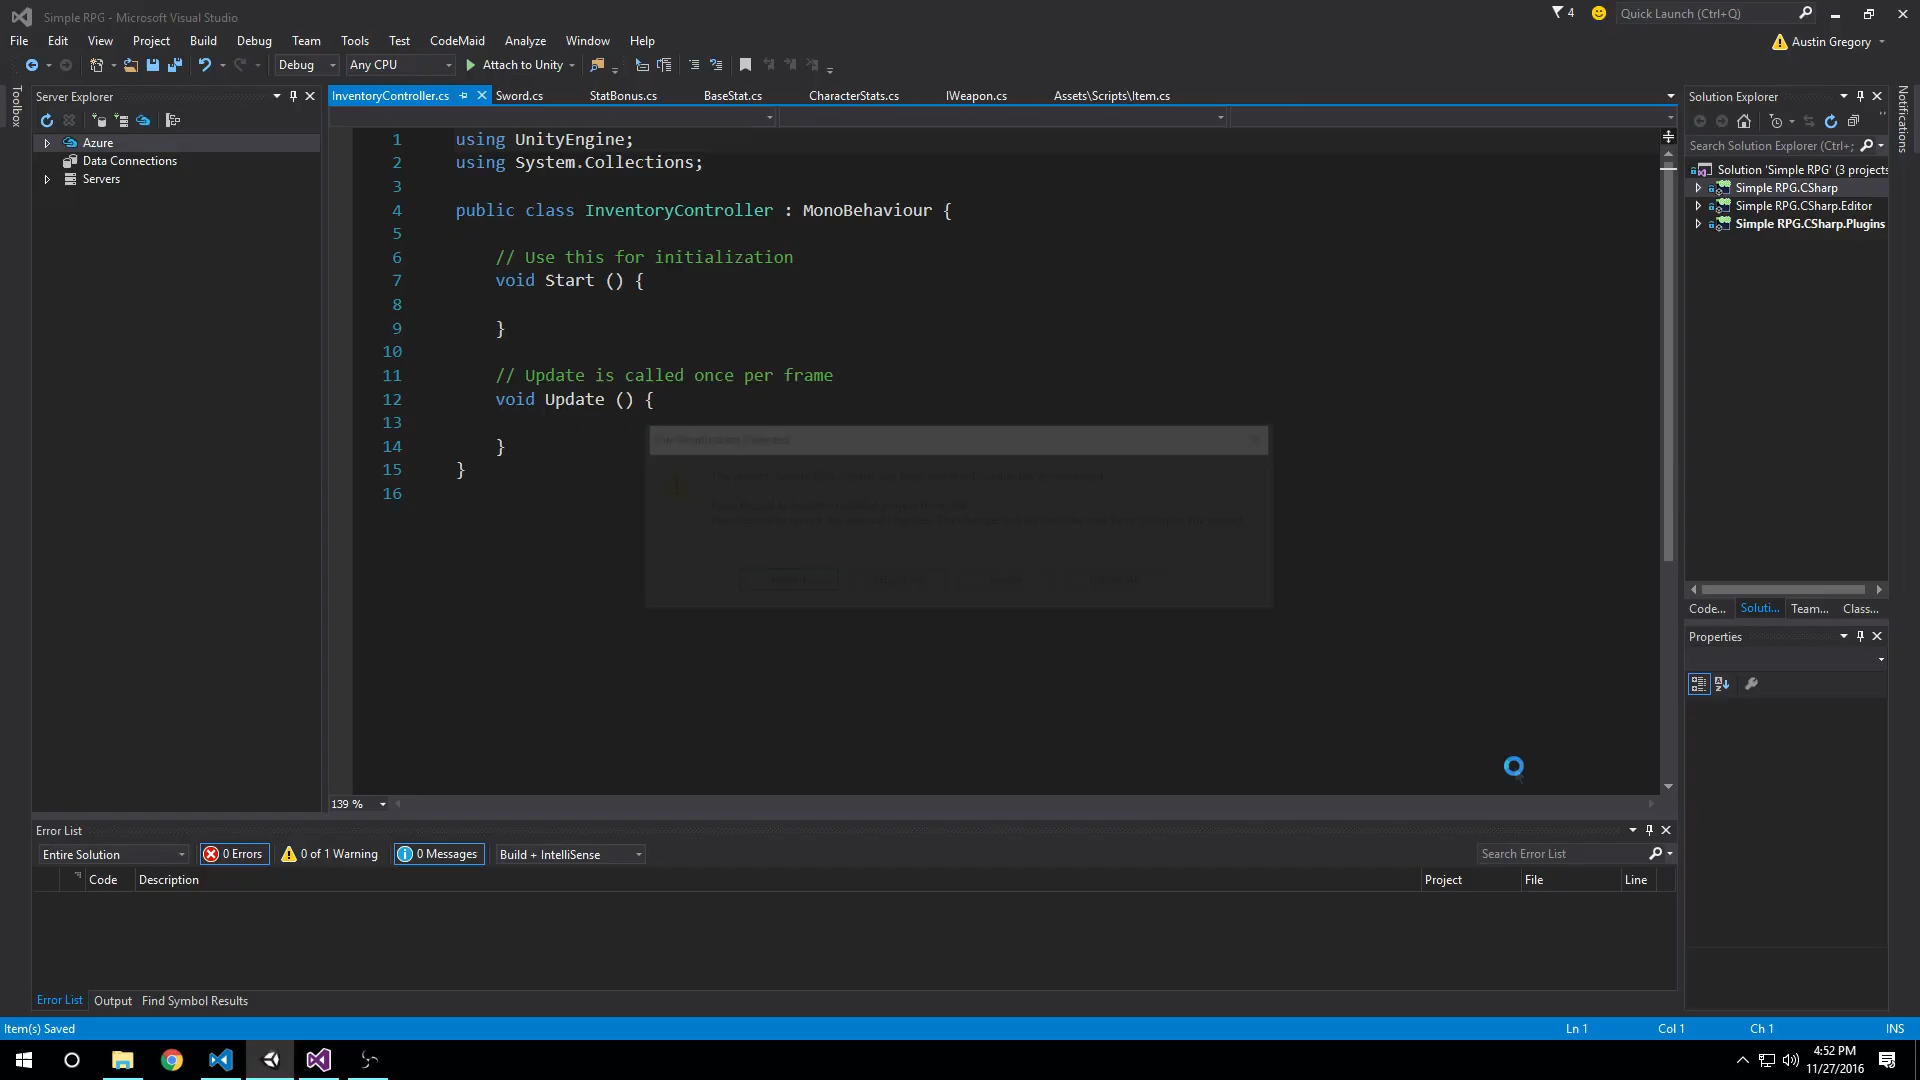 Simple RPG - Microsoft Visual Studio
4
Quick Launch (Ctrl+Q)
File Edit View Project Build Debug Team Tools Test CodeMaid Analyze Window Help
Austin Gregory
Debug Any CPU Attach to Unity
Toolbox
Server Explorer
Azure
Data Connections
Servers
InventoryController.cs Sword.cs StatBonus.cs BaseStat.cs CharacterStats.cs IWeapon.cs Assets\Scripts\Item.cs
1 using UnityEngine;
2 using System.Collections;
3
4 public class InventoryController : MonoBehaviour {
5
6 // Use this for initialization
7 void Start () {
8
9 }
10
11 // Update is called once per frame
12 void Update () {
13
14 }
15 }
16
139 %
Solution Explorer
Search Solution Explorer (Ctrl+;
Solution 'Simple RPG' (3 projects
Simple RPG.CSharp
Simple RPG.CSharp.Editor
Simple RPG.CSharp.Plugins
Code... Soluti... Team... Class...
Properties
Notifications
Error List
Entire Solution 0 Errors 0 of 1 Warning 0 Messages Build + IntelliSense Search Error List
Code Description Project File Line
Error List Output Find Symbol Results
Item(s) Saved Ln 1 Col 1 Ch 1 INS
4:52 PM
11/27/2016